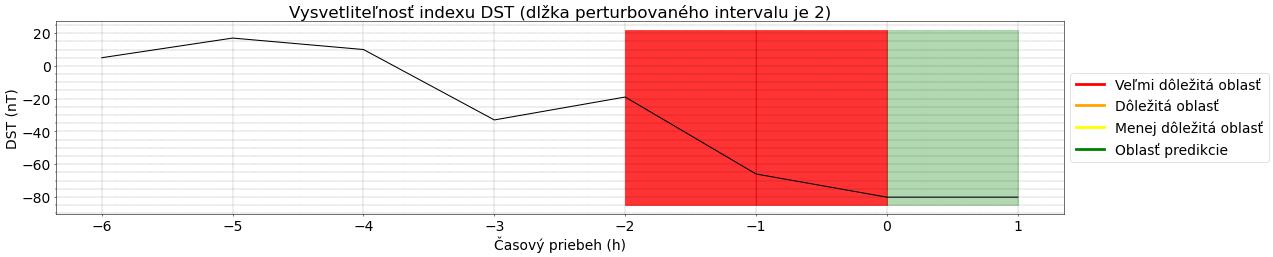 Vysvetliteľnosť indexu DST (dlžka perturbovaného intervalu je 2)
20
0
−20
−40
−60
−80
DST (nT)
−6 −5 −4 −3 −2 −1 0 1
Časový priebeh (h)
Veľmi dôležitá oblasť
Dôležitá oblasť
Menej dôležitá oblasť
Oblasť predikcie